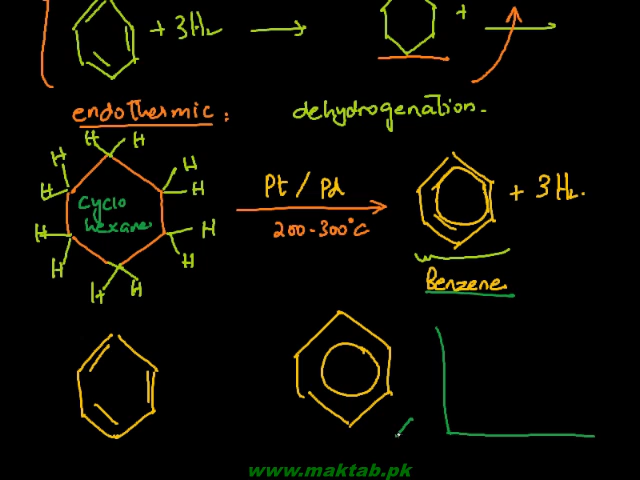 + 3H₂ → +
endothermic : dehydrogenation.
H H
H H
H H
Cyclo
hexane
H H
H H
H H
Pt / Pd
200-300°C
+ 3H₂.
Benzene
www.maktab.pk